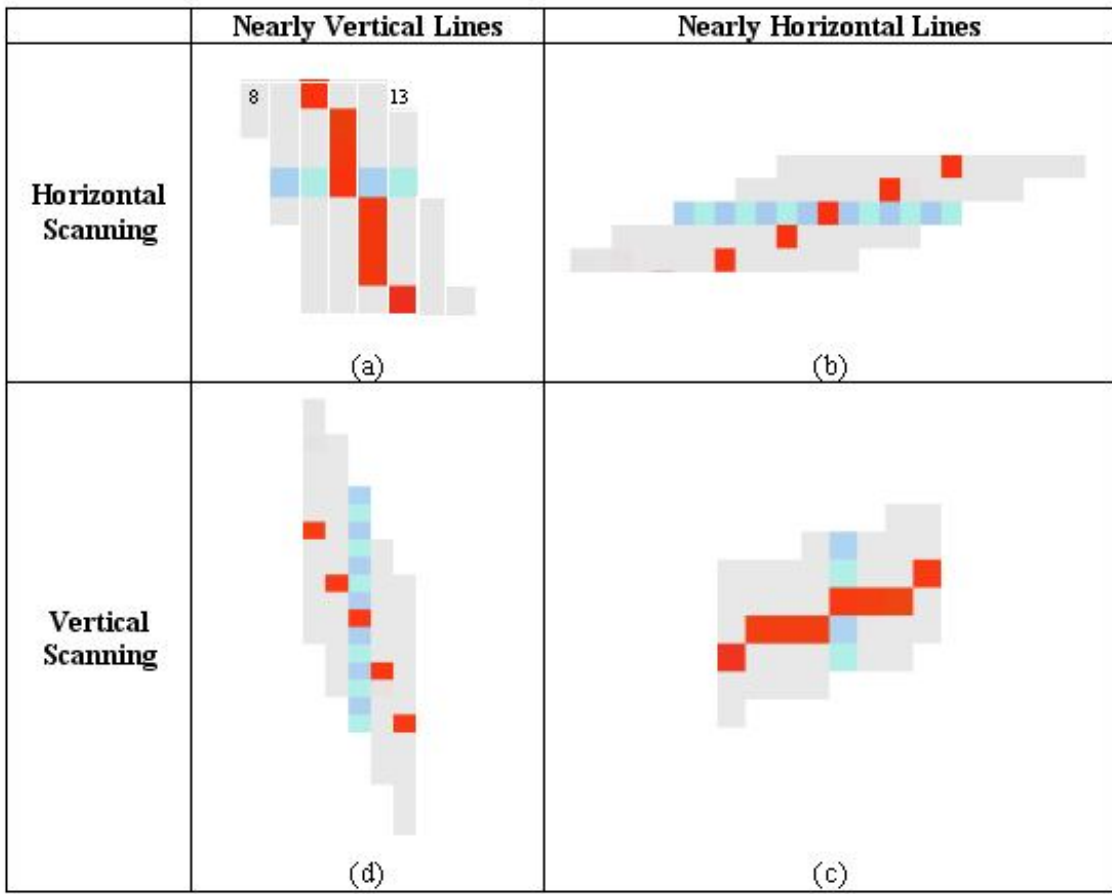 Nearly Vertical Lines
Nearly Horizontal Lines
Horizontal
Scanning
8
13
(a)
(b)
Vertical
Scanning
(d)
(c)